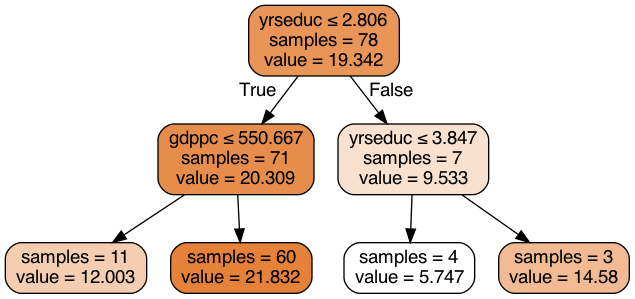 yrseduc ≤ 2.806
samples = 78
value = 19.342
True
False
gdppc ≤ 550.667
samples = 71
value = 20.309
yrseduc ≤ 3.847
samples = 7
value = 9.533
samples = 11
value = 12.003
samples = 60
value = 21.832
samples = 4
value = 5.747
samples = 3
value = 14.58